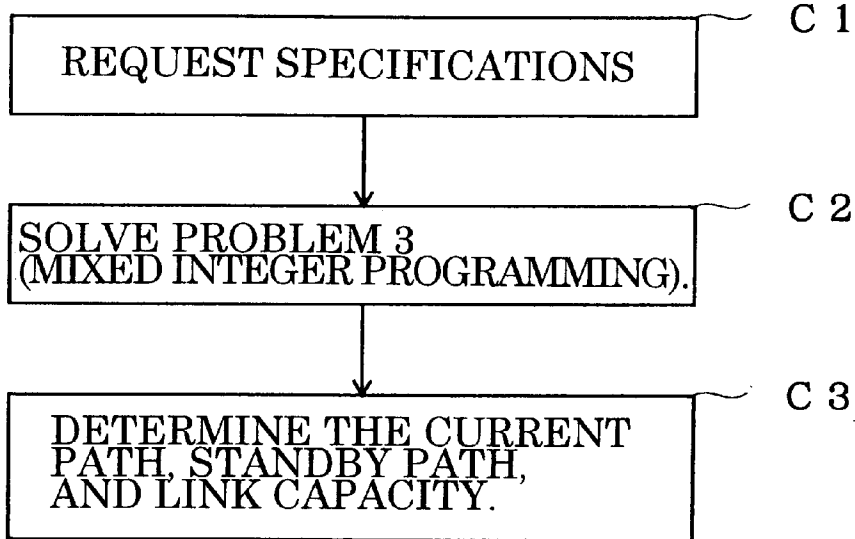 C 1
REQUEST SPECIFICATIONS
C 2
SOLVE PROBLEM 3
(MIXED INTEGER PROGRAMMING).
C 3
DETERMINE THE CURRENT
PATH, STANDBY PATH,
AND LINK CAPACITY.